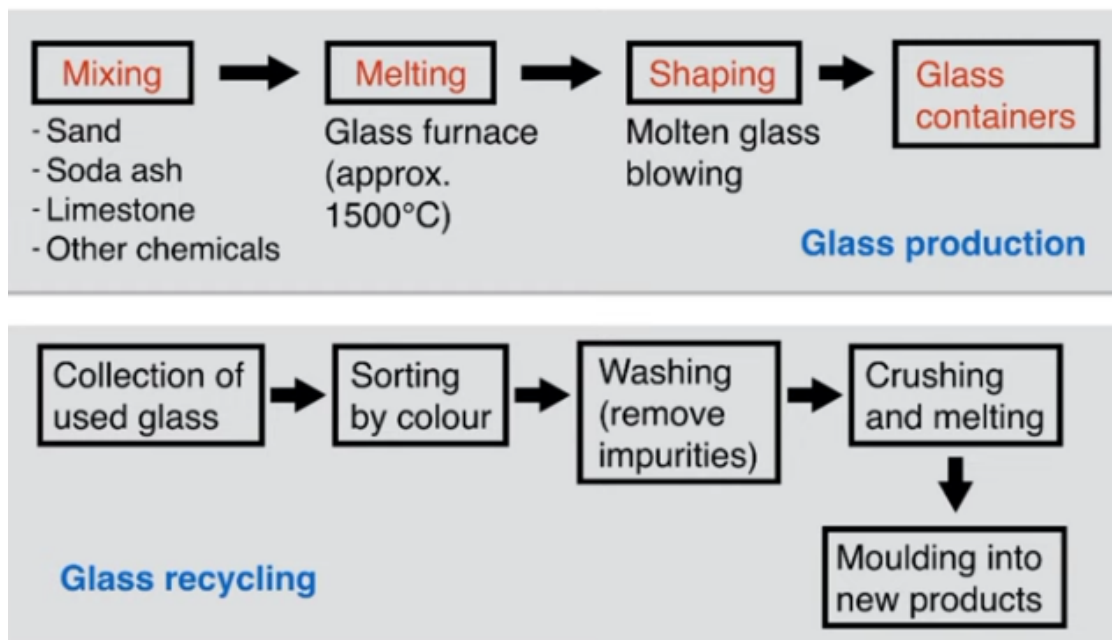 Mixing
- Sand
- Soda ash
- Limestone
- Other chemicals
Melting
Glass furnace
(approx.
1500°C)
Shaping
Molten glass
blowing
Glass
containers
Glass production
Collection of
used glass
Sorting
by colour
Washing
(remove
impurities)
Crushing
and melting
Moulding into
new products
Glass recycling